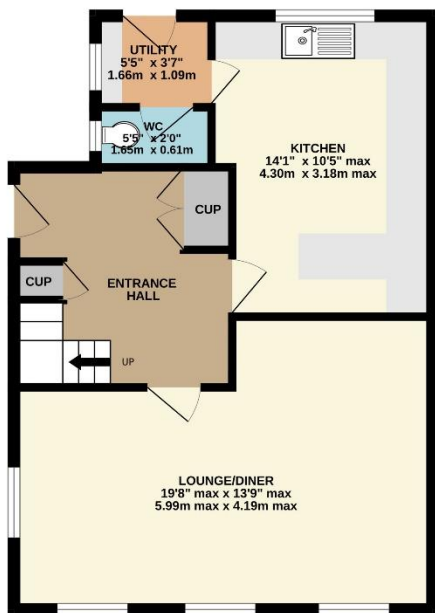 UTILITY
5'5" x 3'7"
1.66m x 1.09m
WC
5'5" x 2'0"
1.65m x 0.61m
KITCHEN
14'1" x 10'5" max
4.30m x 3.18m max
CUP
CUP
ENTRANCE
HALL
UP
LOUNGE/DINER
19'8" max x 13'9" max
5.99m max x 4.19m max